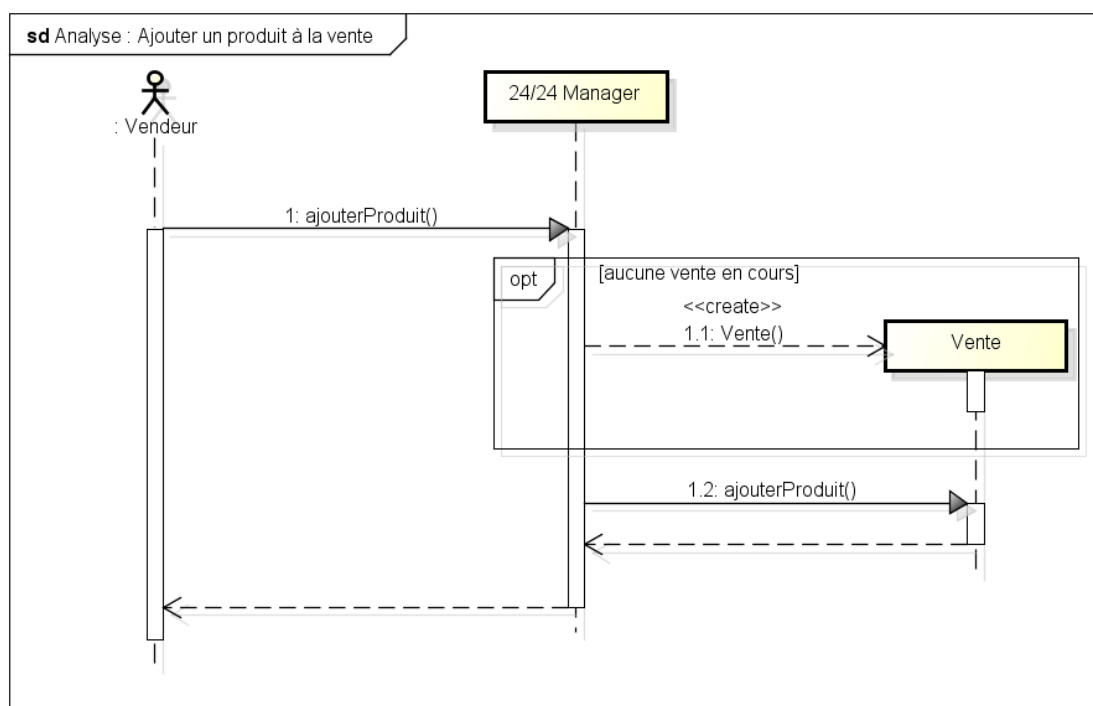 sd Analyse : Ajouter un produit à la vente
: Vendeur
24/24 Manager
1: ajouterProduit()
opt
[aucune vente en cours]
<<create>>
1.1: Vente()
Vente
1.2: ajouterProduit()